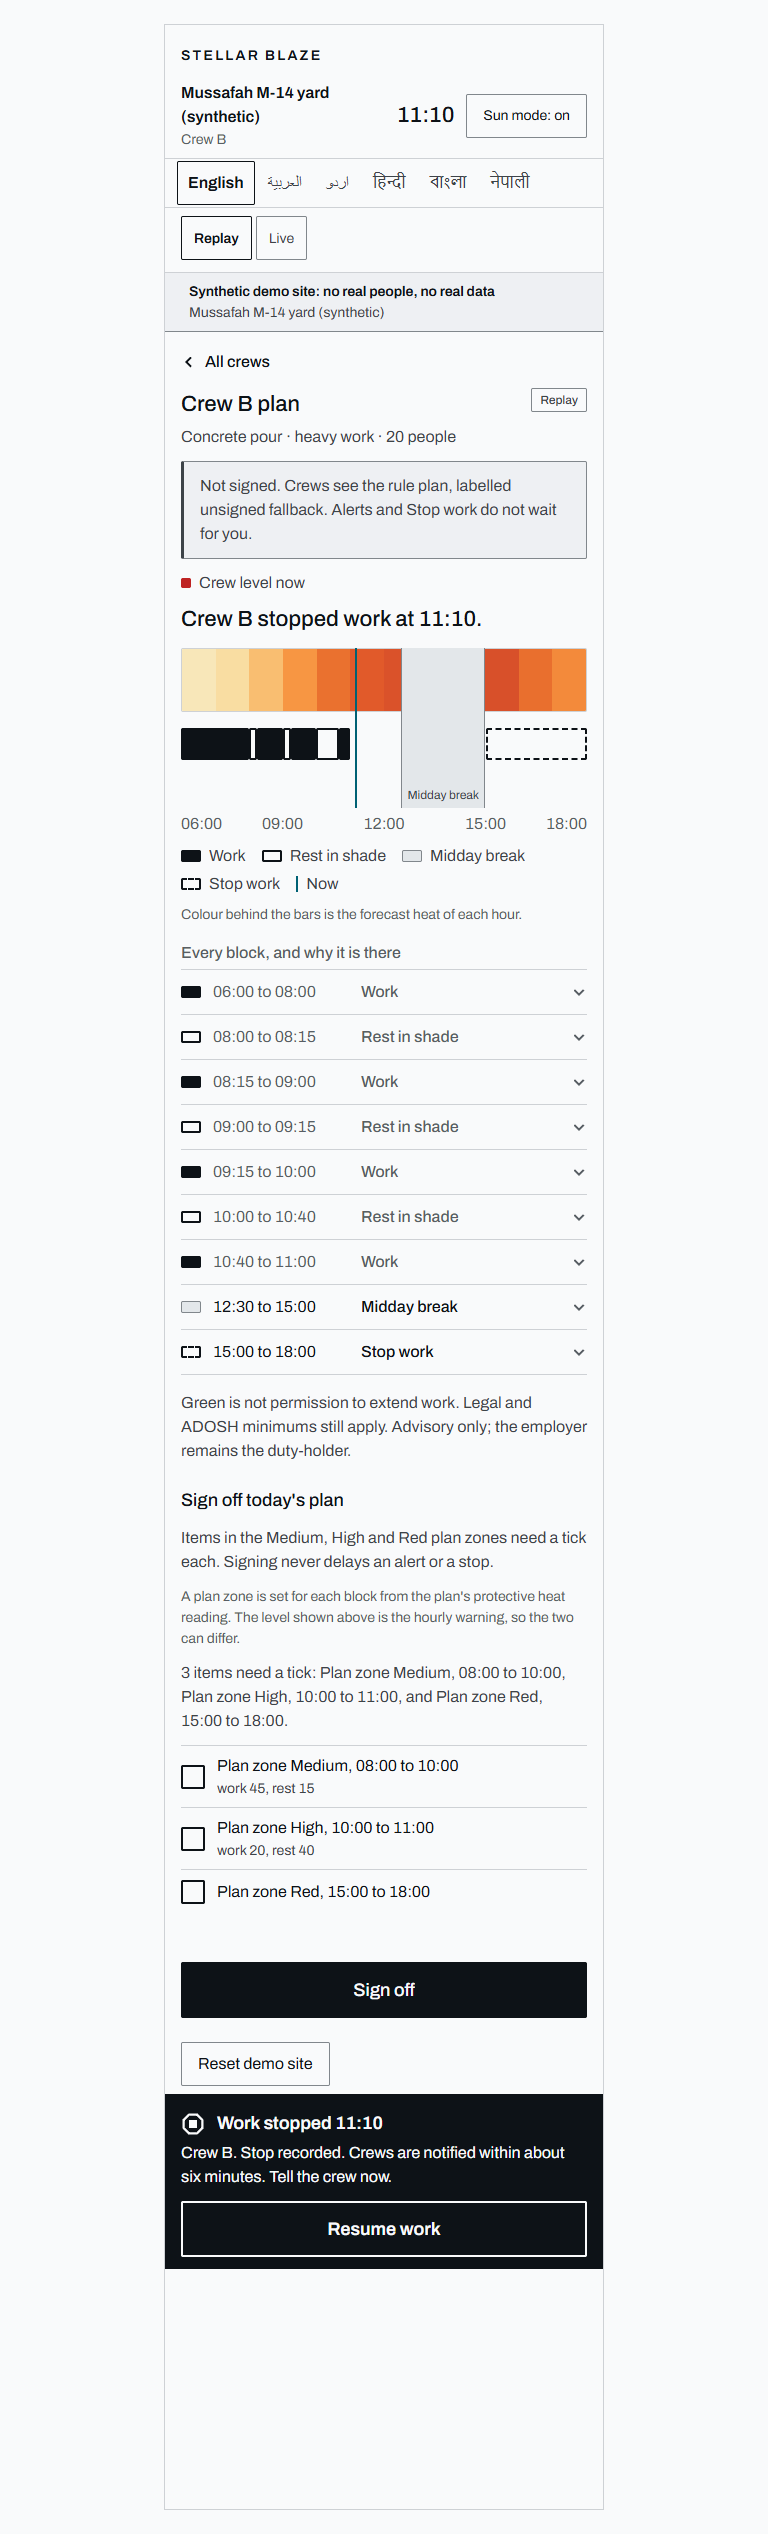 STELLAR BLAZE
Mussafah M-14 yard
(synthetic)
Crew B
11:10
Sun mode: on
English
العربية
اردو
हिन्दी
বাংলা
नेपाली
Replay
Live
Synthetic demo site: no real people, no real data
Mussafah M-14 yard (synthetic)
All crews
Crew B plan
Replay
Concrete pour · heavy work · 20 people
Not signed. Crews see the rule plan, labelled
unsigned fallback. Alerts and Stop work do not wait
for you.
Crew level now
Crew B stopped work at 11:10.
Midday break
06:00 09:00 12:00 15:00 18:00
Work Rest in shade Midday break
Stop work Now
Colour behind the bars is the forecast heat of each hour.
Every block, and why it is there
06:00 to 08:00 Work
08:00 to 08:15 Rest in shade
08:15 to 09:00 Work
09:00 to 09:15 Rest in shade
09:15 to 10:00 Work
10:00 to 10:40 Rest in shade
10:40 to 11:00 Work
12:30 to 15:00 Midday break
15:00 to 18:00 Stop work
Green is not permission to extend work. Legal and
ADOSH minimums still apply. Advisory only; the employer
remains the duty-holder.
Sign off today's plan
Items in the Medium, High and Red plan zones need a tick
each. Signing never delays an alert or a stop.
A plan zone is set for each block from the plan's protective heat
reading. The level shown above is the hourly warning, so the two
can differ.
3 items need a tick: Plan zone Medium, 08:00 to 10:00,
Plan zone High, 10:00 to 11:00, and Plan zone Red,
15:00 to 18:00.
Plan zone Medium, 08:00 to 10:00
work 45, rest 15
Plan zone High, 10:00 to 11:00
work 20, rest 40
Plan zone Red, 15:00 to 18:00
Sign off
Reset demo site
Work stopped 11:10
Crew B. Stop recorded. Crews are notified within about
six minutes. Tell the crew now.
Resume work